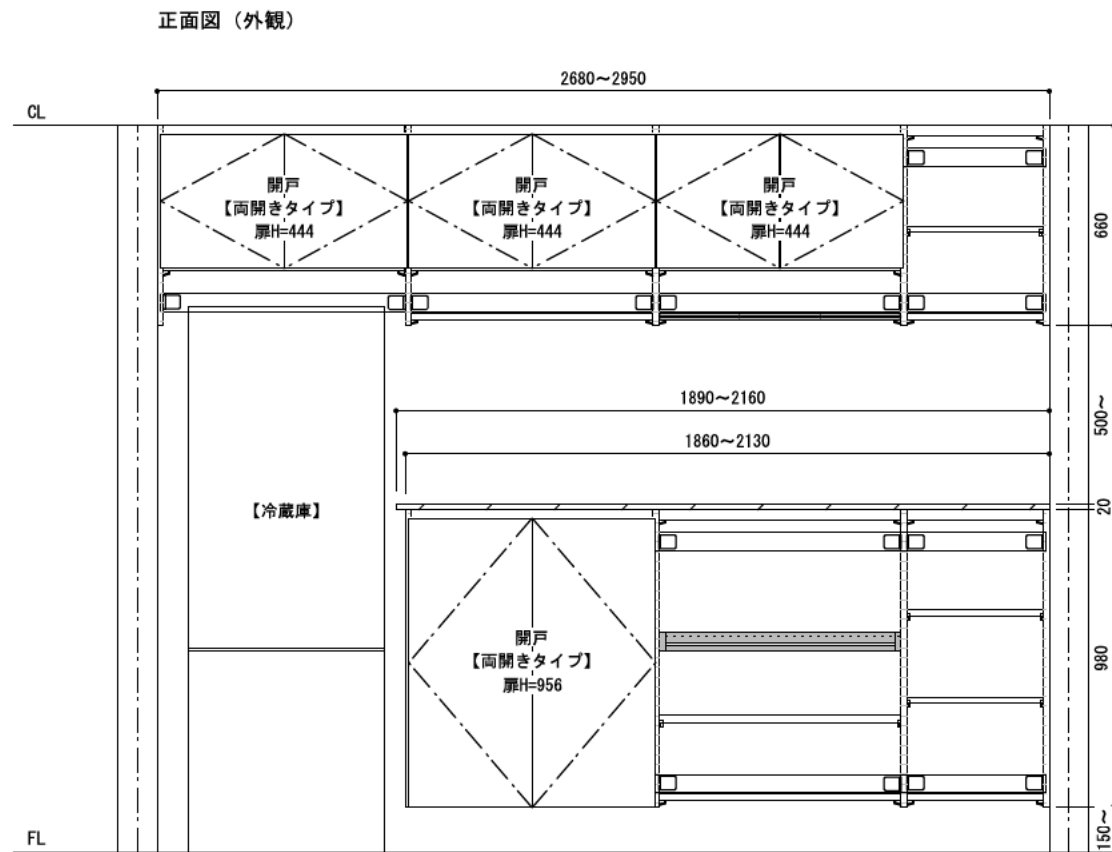 正面図（外観）
2680～2950
CL
開戸
【両開きタイプ】
扉H=444
開戸
【両開きタイプ】
扉H=444
開戸
【両開きタイプ】
扉H=444
660
1890～2160
500～
1860～2130
【冷蔵庫】
20
開戸
【両開きタイプ】
扉H=956
980
150～
FL